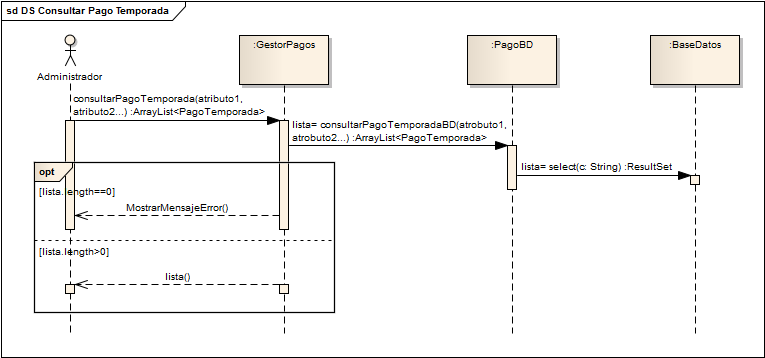 sd DS Consultar Pago Temporada
:GestorPagos
:PagoBD
:BaseDatos
Administrador
consultarPagoTemporada(atributo1,
atributo2...) :ArrayList<PagoTemporada>
lista= consultarPagoTemporadaBD(atrobuto1,
atrobuto2...) :ArrayList<PagoTemporada>
lista= select(c: String) :ResultSet
opt
[lista.length==0]
MostrarMensajeError()
[lista.length>0]
lista()